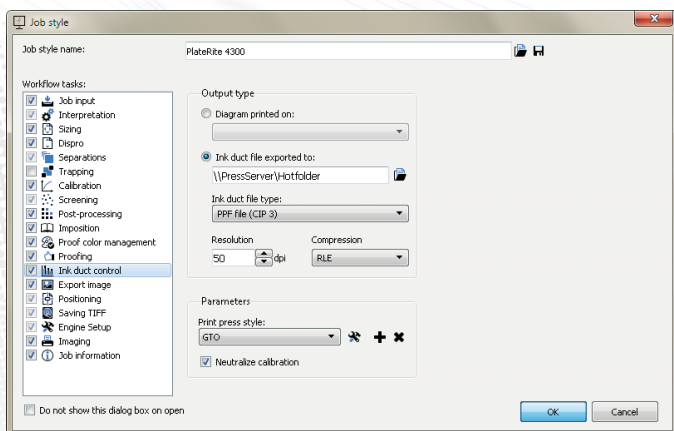 Job style
Job style name:
PlateRite 4300
Workflow tasks:
Job input
Interpretation
Sizing
Dispro
Separations
Trapping
Calibration
Screening
Post-processing
Imposition
Proof color management
Proofing
Ink duct control
Export image
Positioning
Saving TIFF
Engine Setup
Imaging
Job information
Output type
Diagram printed on:
Ink duct file exported to:
\\PressServer\Hotfolder
Ink duct file type:
PPF file (CIP 3)
Resolution Compression
50 dpi RLE
Parameters
Print press style:
GTO
Neutralize calibration
Do not show this dialog box on open
OK Cancel